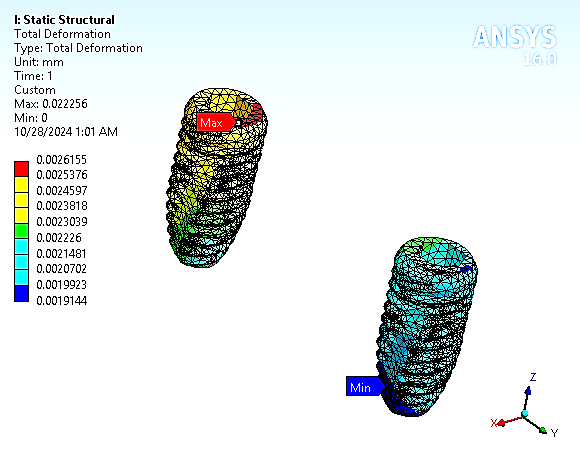 I: Static Structural
Total Deformation
Type: Total Deformation
Unit: mm
Time: 1
Custom
Max: 0.022256
Min: 0
10/28/2024 1:01 AM
ANSYS
16.0
0.0026155
0.0025376
0.0024597
0.0023818
0.0023039
0.002226
0.0021481
0.0020702
0.0019923
0.0019144
Max
Min
Z
X
Y